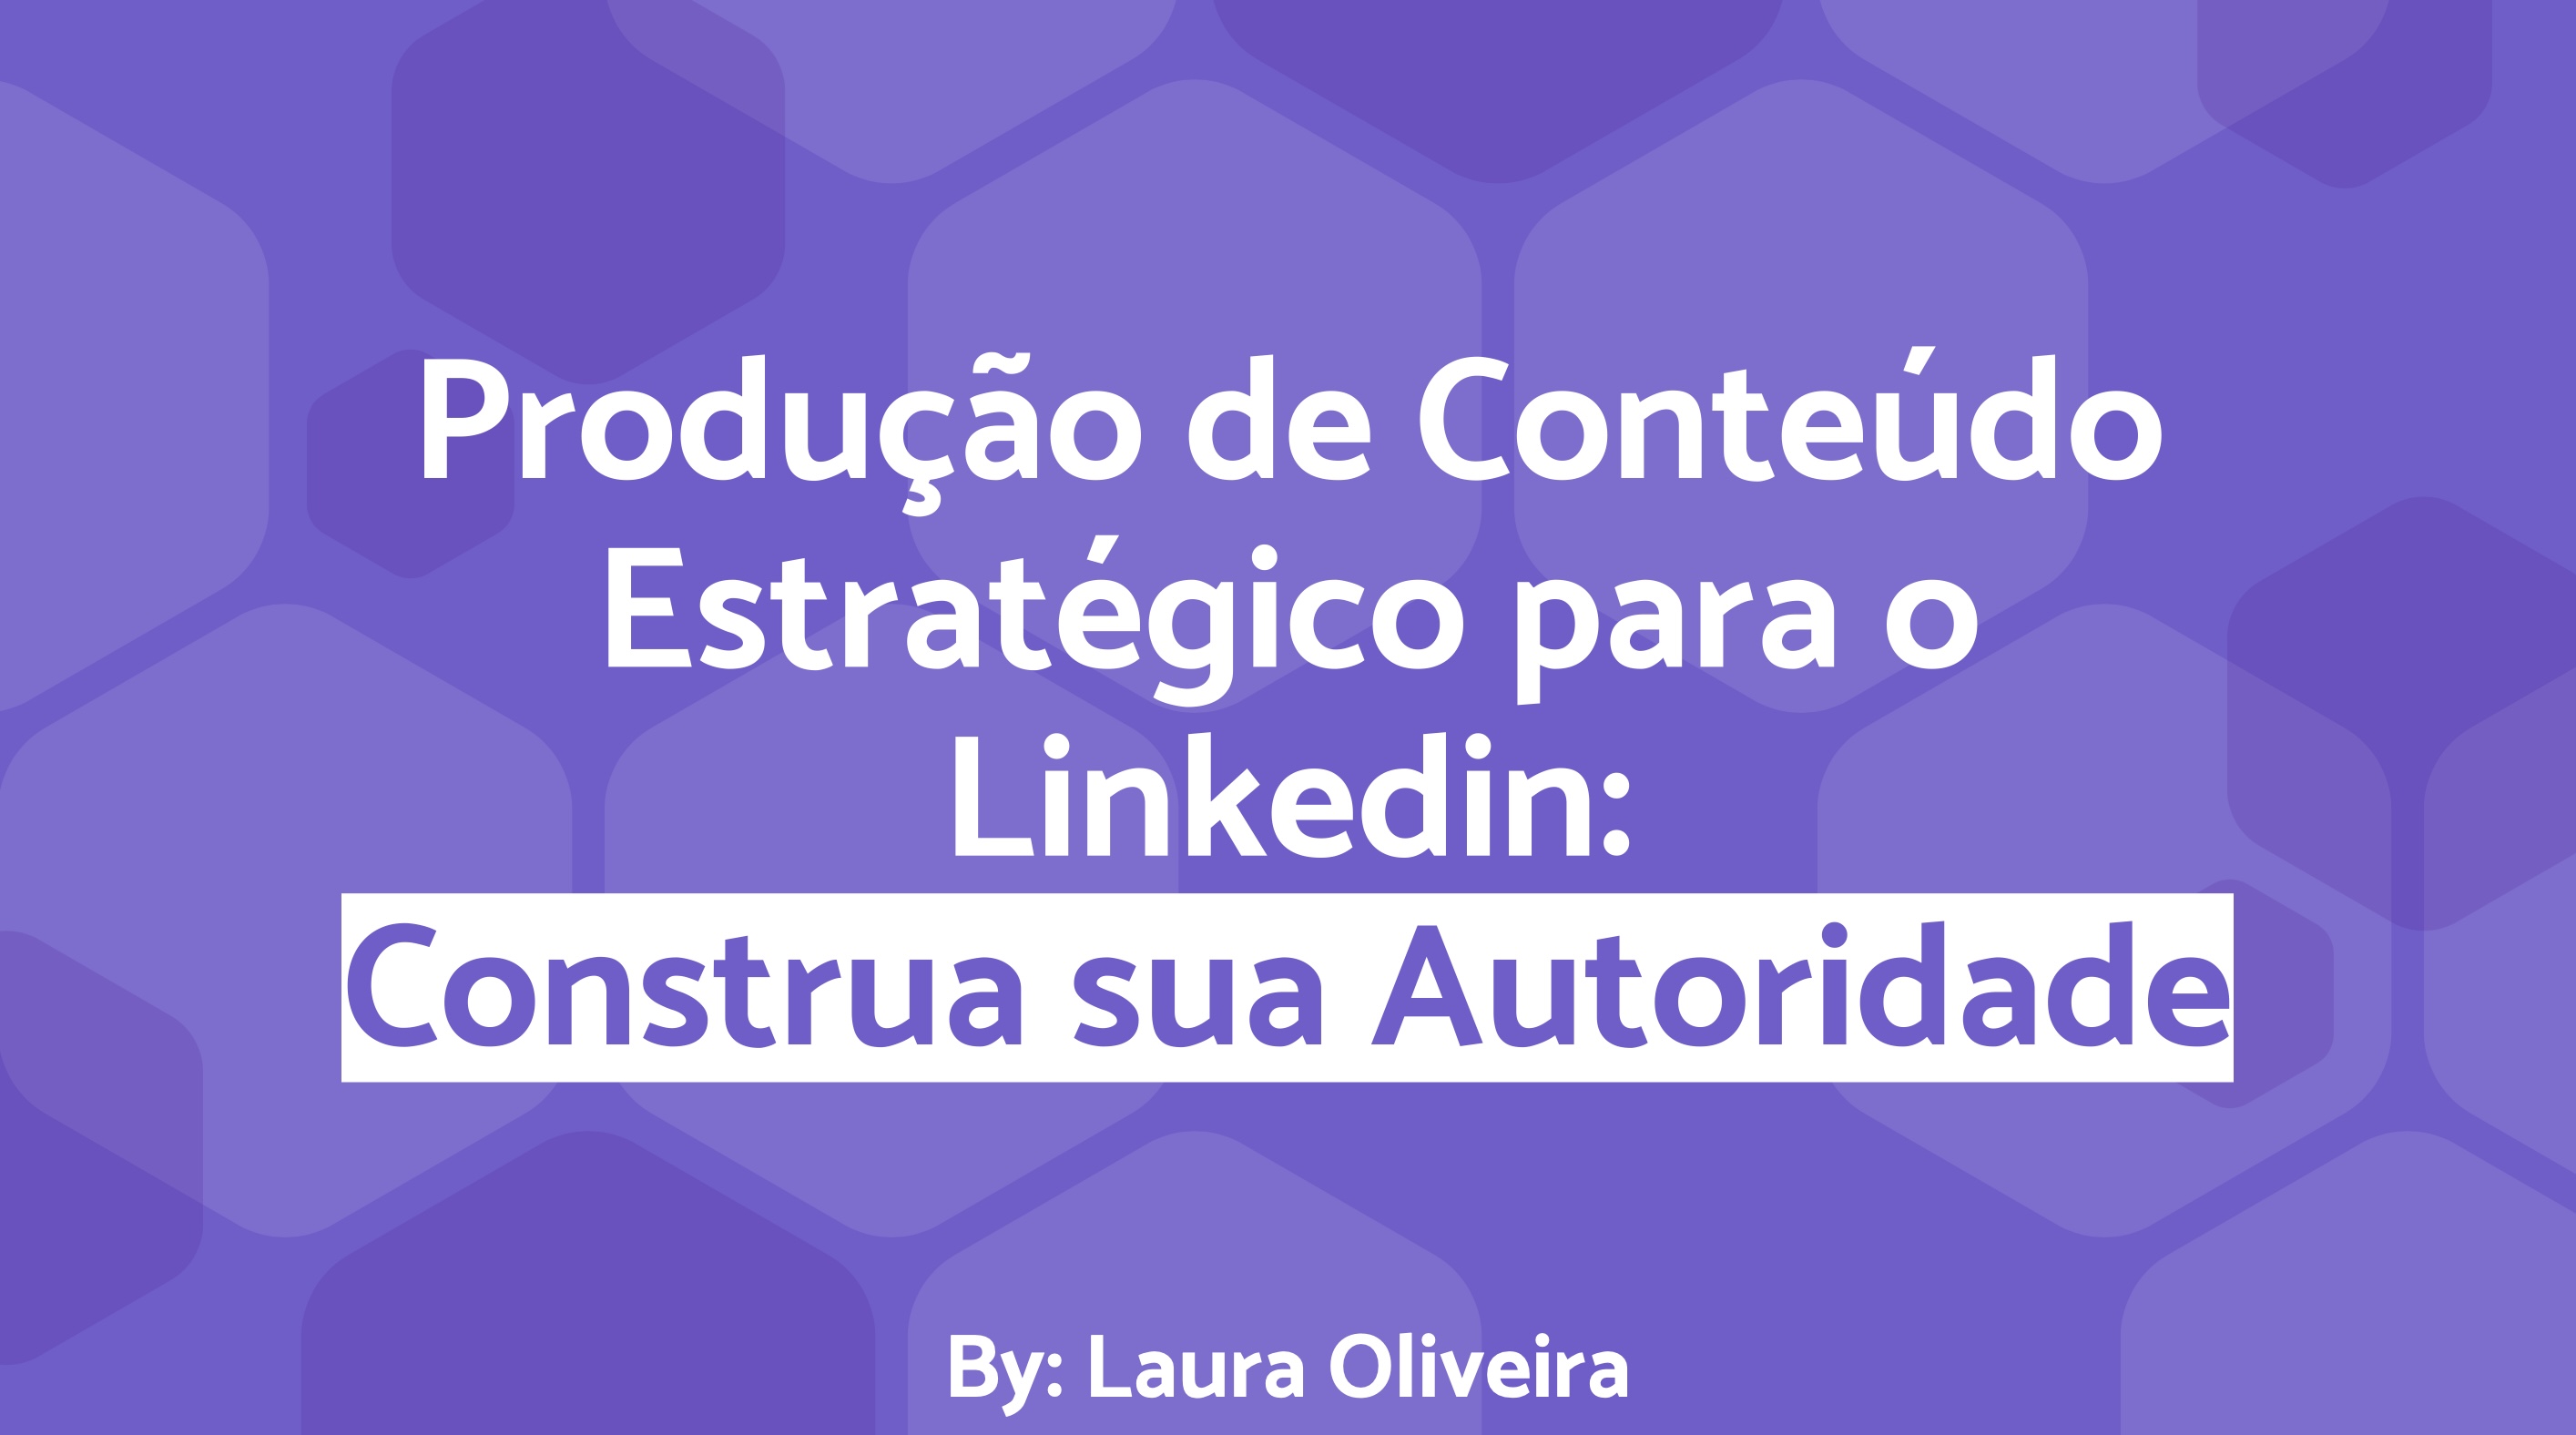 Produção de Conteúdo
Estratégico para o
Linkedin:
Construa sua Autoridade
By: Laura Oliveira